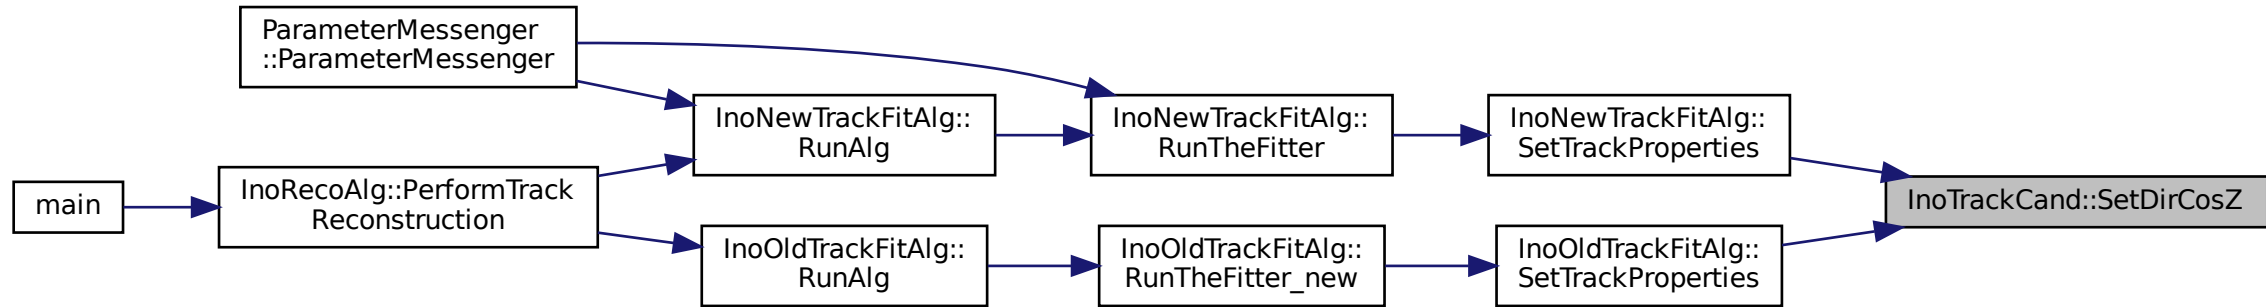 ParameterMessenger
::ParameterMessenger
InoNewTrackFitAlg::
RunAlg
InoNewTrackFitAlg::
RunTheFitter
InoNewTrackFitAlg::
SetTrackProperties
main
InoRecoAlg::PerformTrack
Reconstruction
InoTrackCand::SetDirCosZ
InoOldTrackFitAlg::
RunAlg
InoOldTrackFitAlg::
RunTheFitter_new
InoOldTrackFitAlg::
SetTrackProperties